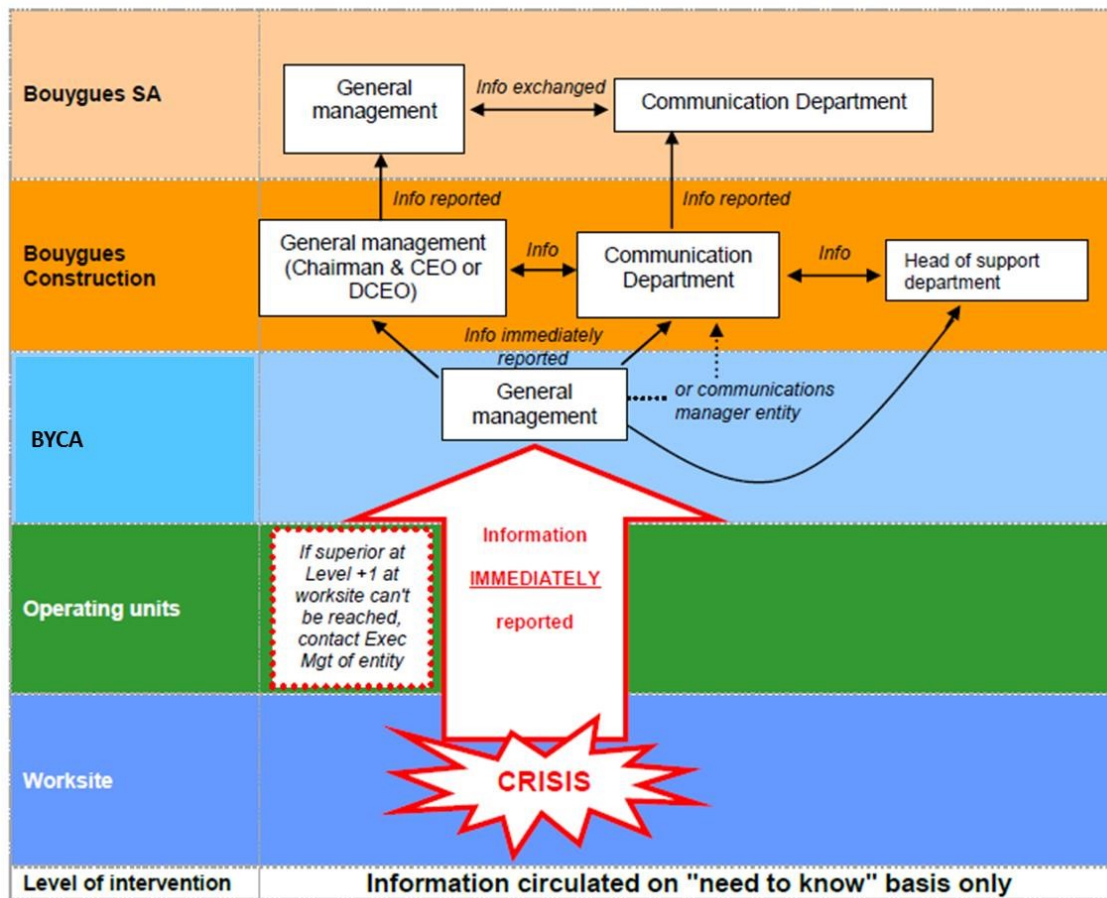 Bouygues SA
General
management
Info exchanged
Communication Department
Info reported
Info reported
Bouygues
Construction
General management
(Chairman & CEO or
DCEO)
Info
Communication
Department
Info
Head of support
department
Info immediately
reported
BYCA
General
management
or communications
manager entity
Operating units
If superior at
Level +1 at
worksite can't
be reached,
contact Exec
Mgt of entity
Information
IMMEDIATELY
reported
Worksite
CRISIS
Level of intervention
Information circulated on "need to know" basis only